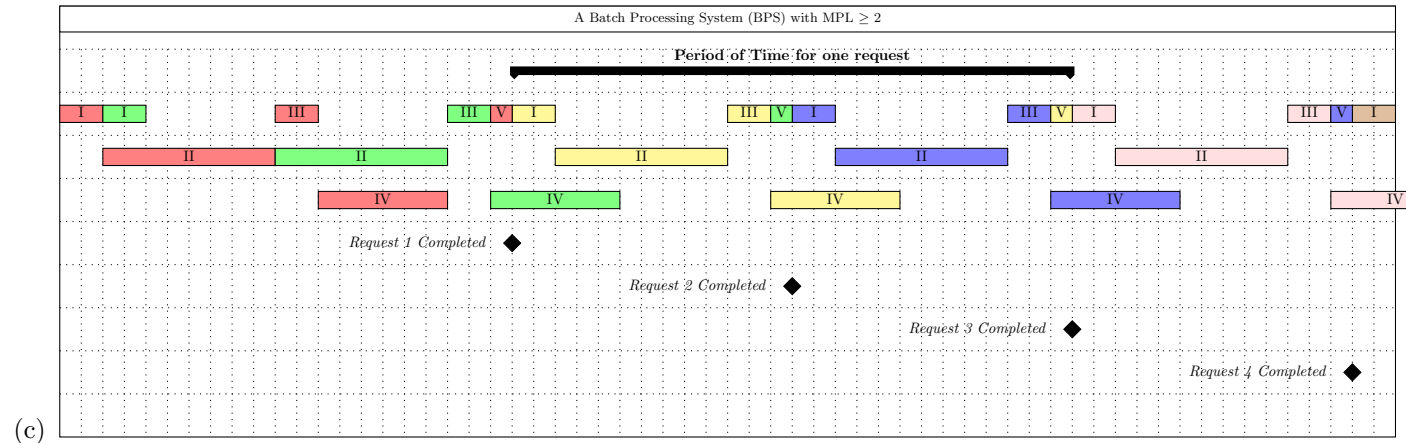 A Batch Processing System (BPS) with MPL ≥ 2
Period of Time for one request
I I III III V I III V I III V I III V I
II II II II II
IV IV IV IV IV
Request 1 Completed
Request 2 Completed
Request 3 Completed
Request 4 Completed
(c)